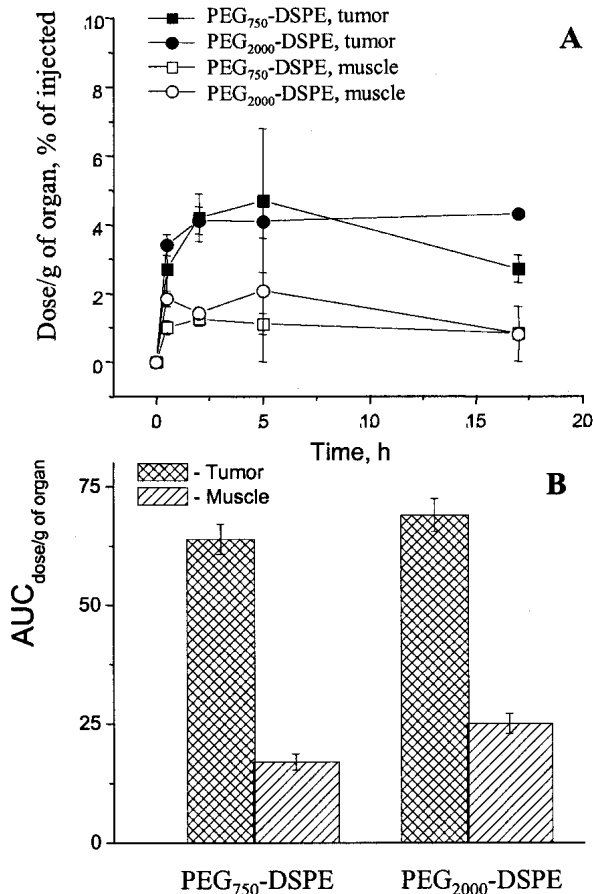 PEG750-DSPE, tumor
PEG2000-DSPE, tumor
PEG750-DSPE, muscle
PEG2000-DSPE, muscle
A
Dose/g of organ, % of injected
10
8
6
4
2
0
0
5
10
15
20
Time, h
- Tumor
- Muscle
B
AUC dose/g of organ
75
50
25
0
PEG750-DSPE
PEG2000-DSPE